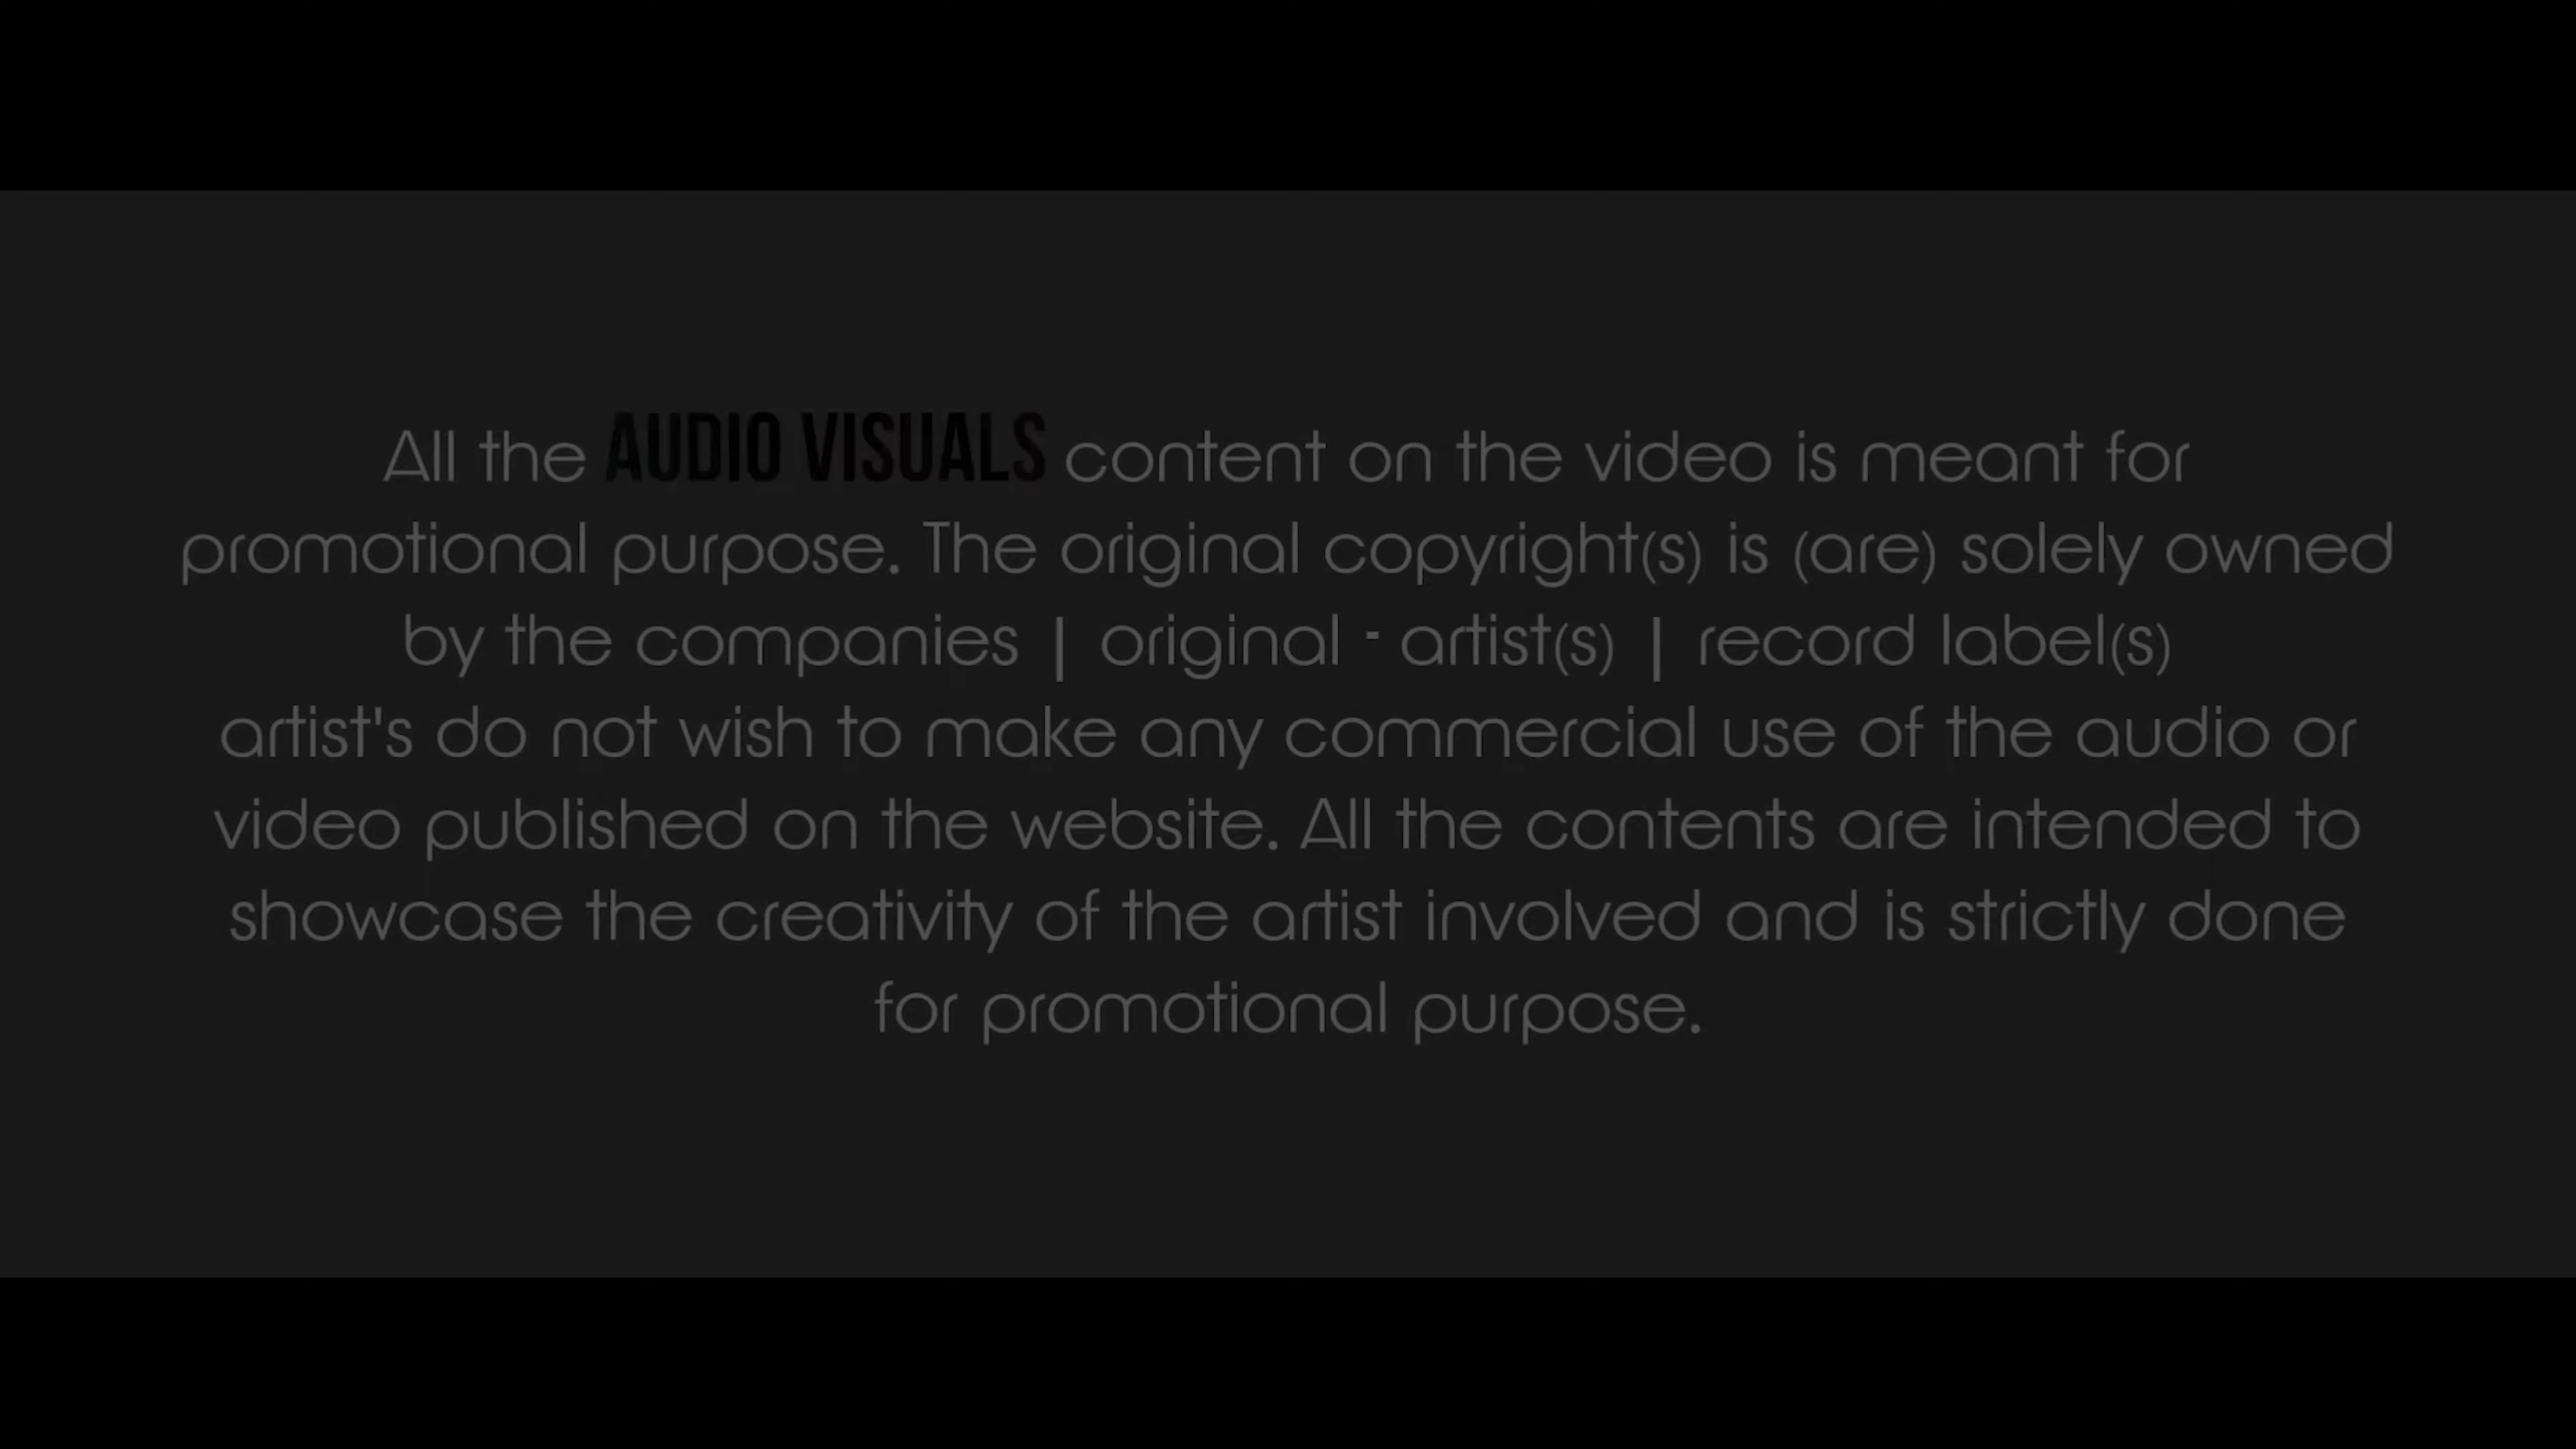 All the AUDIO VISUALS content on the video is meant for
promotional purpose. The original copyright(s) is (are) solely owned
by the companies | original - artist(s) | record label(s)
artist's do not wish to make any commercial use of the audio or
video published on the website. All the contents are intended to
showcase the creativity of the artist involved and is strictly done
for promotional purpose.